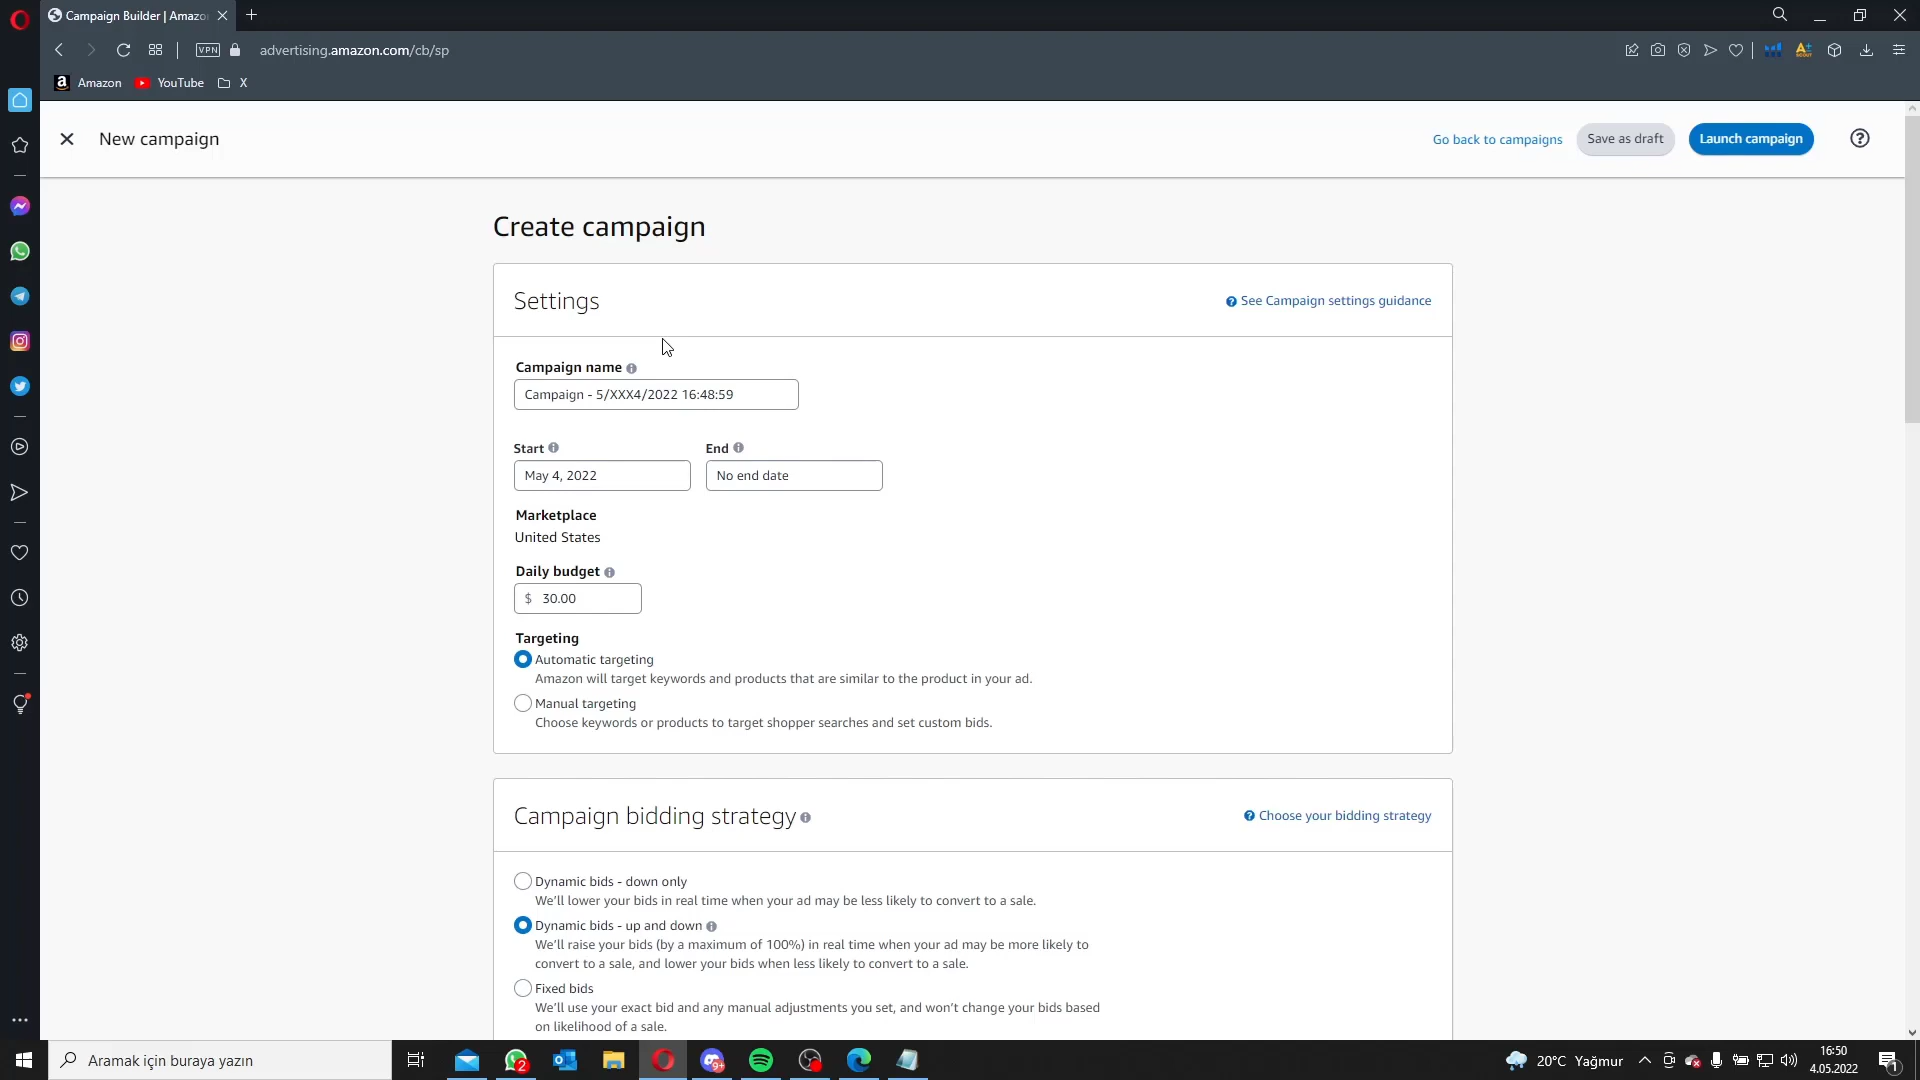 Campaign Builder | Amazo
VPN
advertising.amazon.com/cb/sp
Amazon
YouTube
X
New campaign
Go back to campaigns
Save as draft
Launch campaign
Create campaign
Settings
See Campaign settings guidance
Campaign name
Campaign - 5/XXX4/2022 16:48:59
Start
End
May 4, 2022
No end date
Marketplace
United States
Daily budget
$ 30.00
Targeting
Automatic targeting
Amazon will target keywords and products that are similar to the product in your ad.
Manual targeting
Choose keywords or products to target shopper searches and set custom bids.
Campaign bidding strategy
Choose your bidding strategy
Dynamic bids - down only
We'll lower your bids in real time when your ad may be less likely to convert to a sale.
Dynamic bids - up and down
We'll raise your bids (by a maximum of 100%) in real time when your ad may be more likely to
convert to a sale, and lower your bids when less likely to convert to a sale.
Fixed bids
We'll use your exact bid and any manual adjustments you set, and won't change your bids based
on likelihood of a sale.
Aramak için buraya yazın
2
9+
20°C Yağmur
16:50
4.05.2022
1